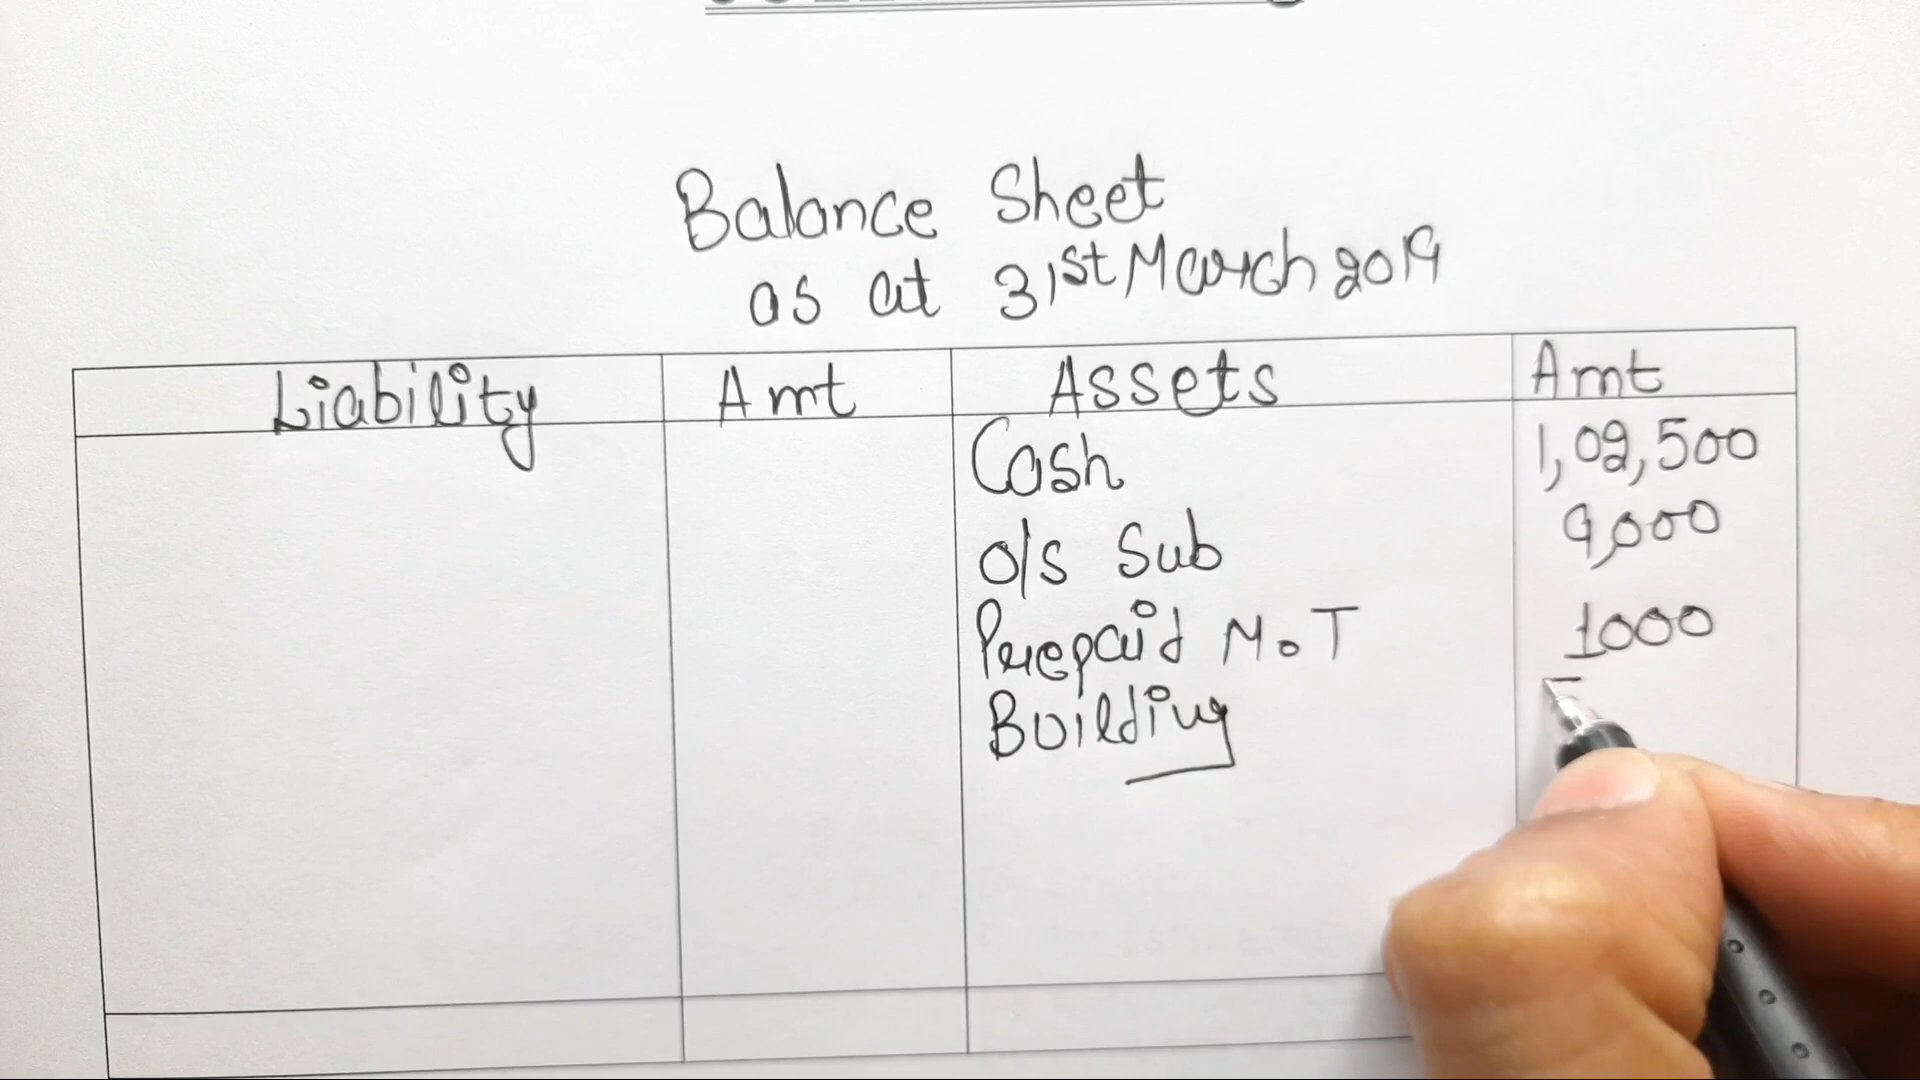 Balance Sheet
as at 31st March 2019
Liability Amt Assets Amt
Cash 1,02,500
o/s Sub 9,000
Prepaid M.T 1000
Building